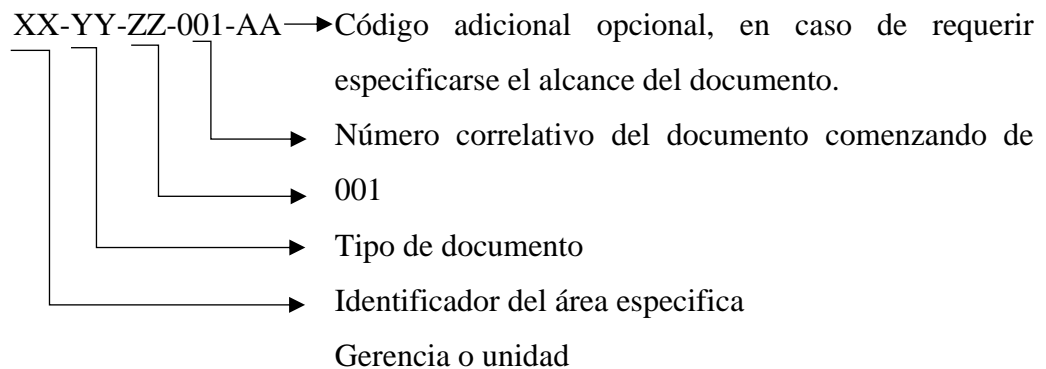 XX-YY-ZZ-001-AA Código adicional opcional, en caso de requerir
especificarse el alcance del documento.
Número correlativo del documento comenzando de
001
Tipo de documento
Identificador del área especifica
Gerencia o unidad